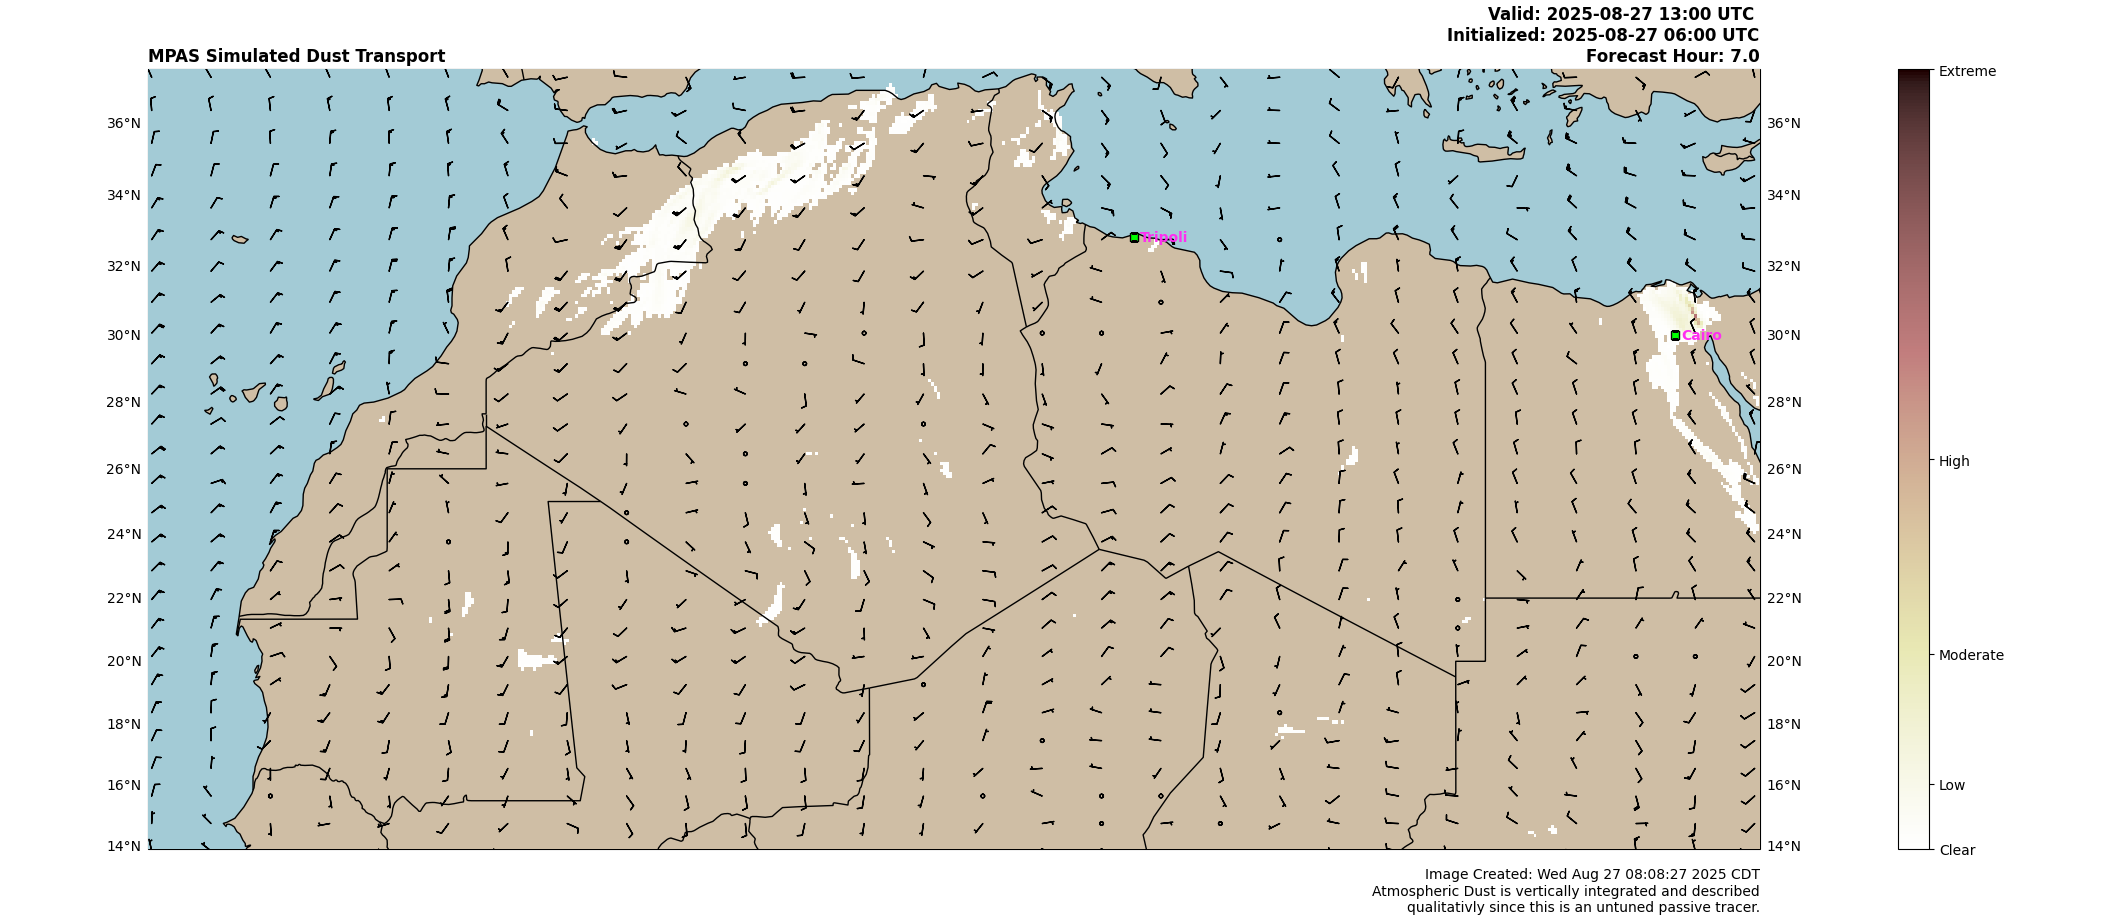 Valid: 2025-08-27 13:00 UTC
Initialized: 2025-08-27 06:00 UTC
MPAS Simulated Dust Transport
Forecast Hour: 7.0
Extreme
36°N
36°N
34°N
34°N
Tripoli
32°N
32°N
30°N
Cairo
30°N
28°N
28°N
High
26°N
26°N
24°N
24°N
22°N
22°N
Moderate
20°N
20°N
18°N
18°N
16°N
16°N
Low
14°N
14°N
Clear
Image Created: Wed Aug 27 08:08:27 2025 CDT
Atmospheric Dust is vertically integrated and described
qualitativly since this is an untuned passive tracer.